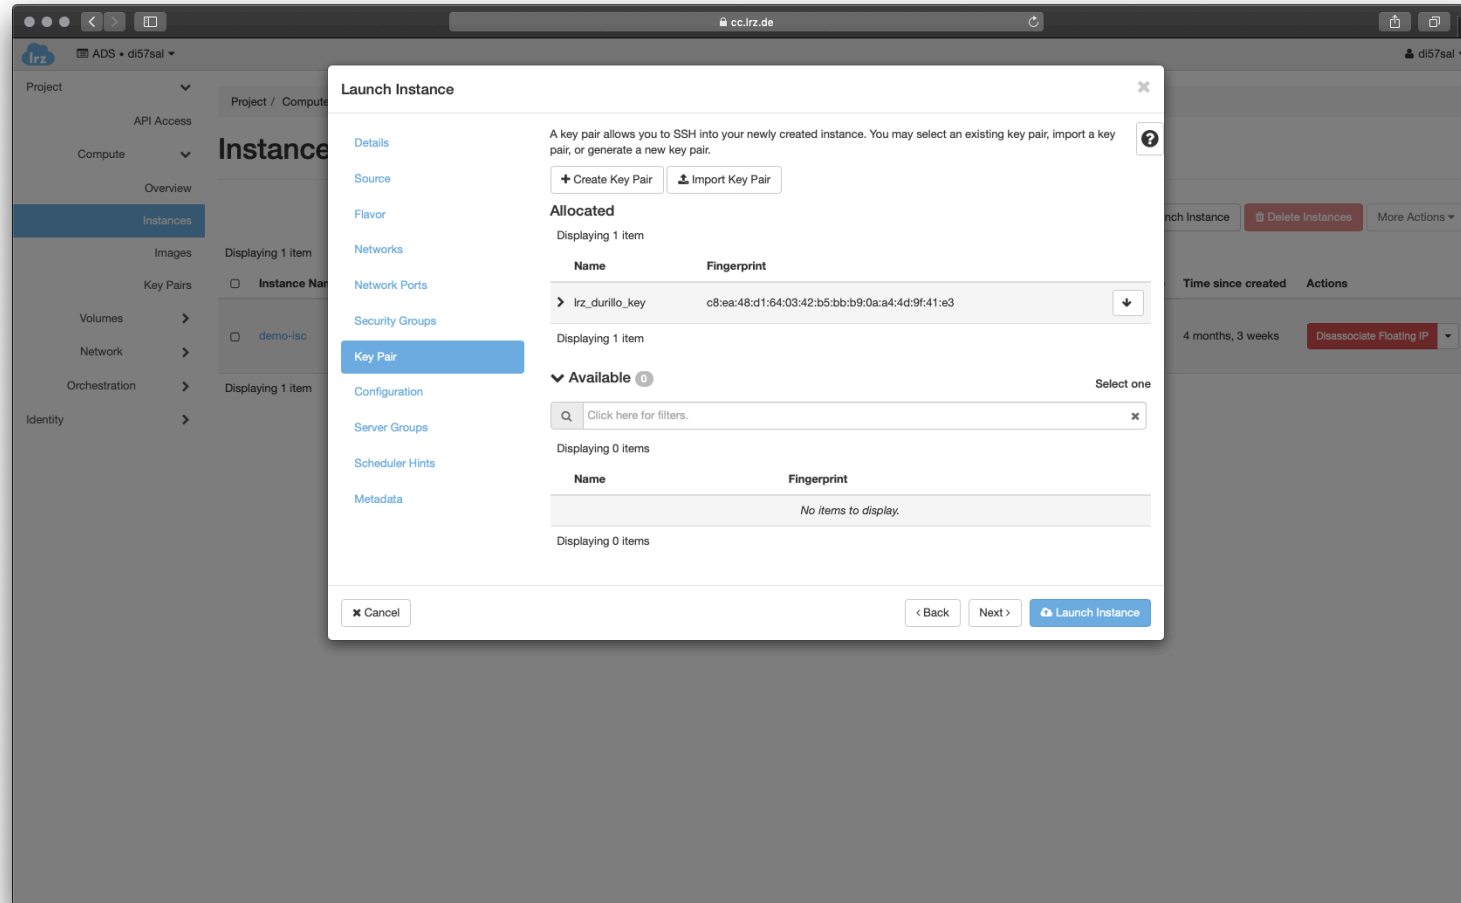 cc.lrz.de
lrz
ADS • di57sal
di57sal
Project
API Access
Compute
Overview
Instances
Images
Key Pairs
Volumes
Network
Orchestration
Identity
Project / Compute
Instance
nch Instance
Delete Instances
More Actions
Displaying 1 item
Instance Nar
Time since created
Actions
demo-isc
4 months, 3 weeks
Disassociate Floating IP
Displaying 1 item
Launch Instance
Details
Source
Flavor
Networks
Network Ports
Security Groups
Key Pair
Configuration
Server Groups
Scheduler Hints
Metadata
A key pair allows you to SSH into your newly created instance. You may select an existing key pair, import a key
pair, or generate a new key pair.
+ Create Key Pair
Import Key Pair
Allocated
Displaying 1 item
Name Fingerprint
lrz_durillo_key c8:ea:48:d1:64:03:42:b5:bb:b9:0a:a4:4d:9f:41:e3
Displaying 1 item
Available 0
Select one
Click here for filters.
Displaying 0 items
Name Fingerprint
No items to display.
Displaying 0 items
Cancel
< Back
Next >
Launch Instance